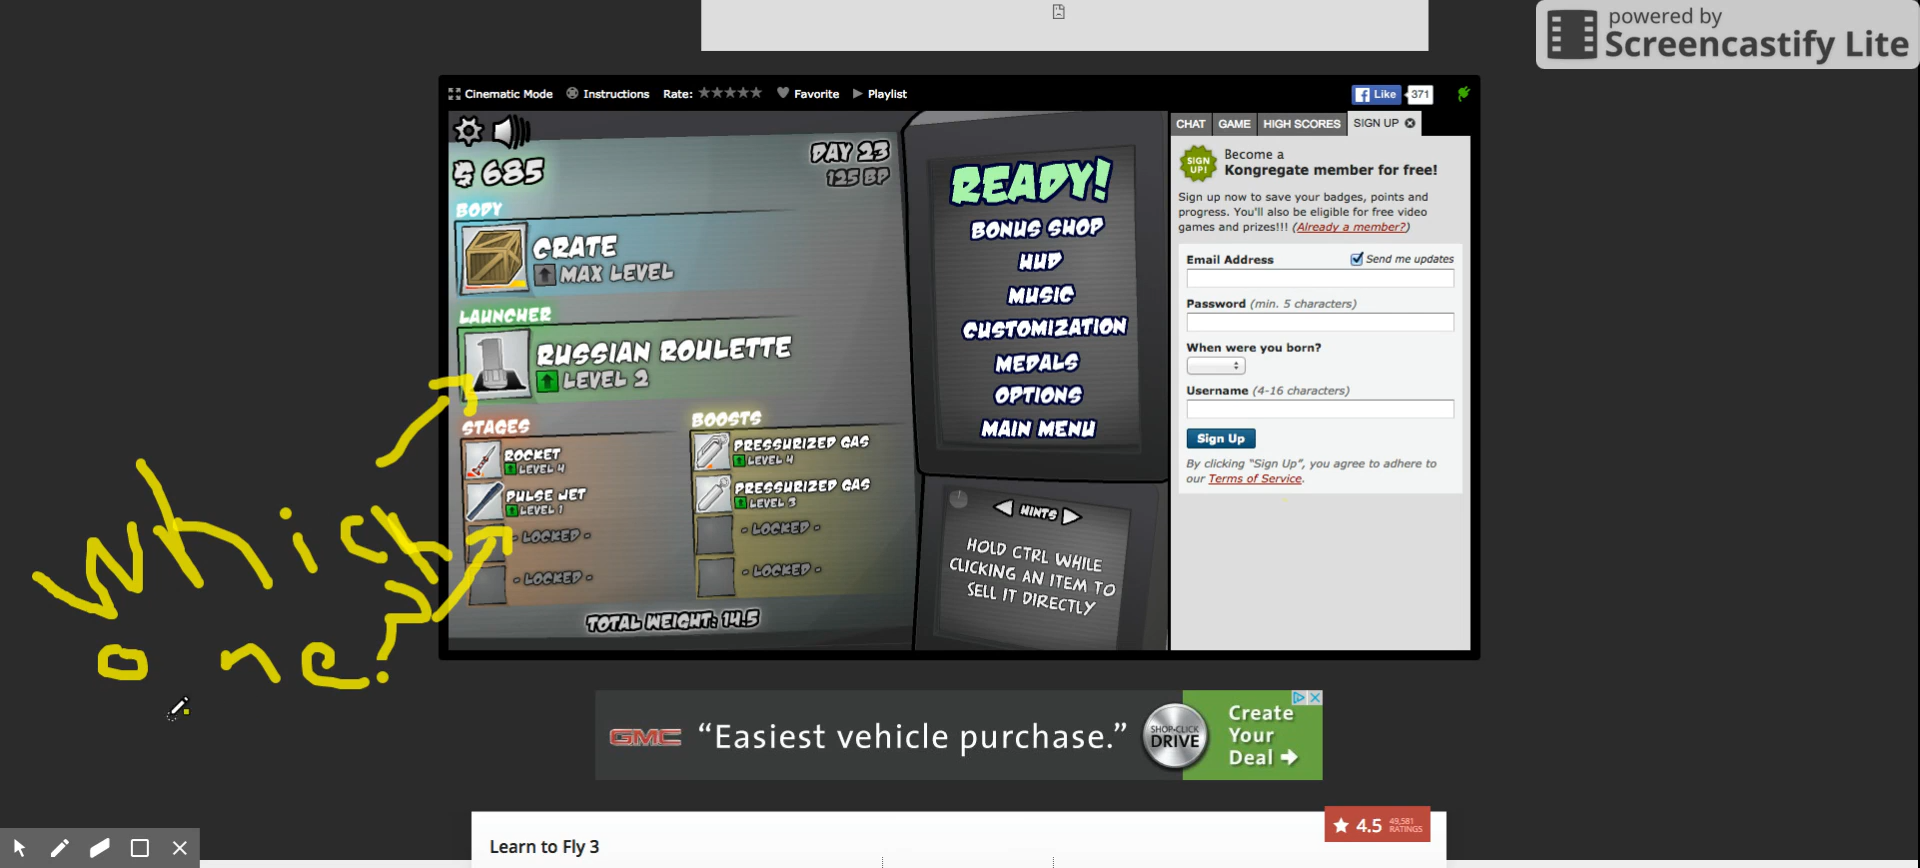 powered by
Screencastify Lite
Cinematic Mode Instructions Rate: Favorite Playlist
Like 371
CHAT GAME HIGH SCORES SIGN UP
$ 685
DAY 23
125 BP
BODY
CRATE
MAX LEVEL
LAUNCHER
RUSSIAN ROULETTE
LEVEL 2
STAGES
ROCKET
LEVEL 4
PULSE JET
LEVEL 1
- LOCKED -
- LOCKED -
BOOSTS
PRESSURIZED GAS
LEVEL 4
PRESSURIZED GAS
LEVEL 3
- LOCKED -
- LOCKED -
TOTAL WEIGHT: 14.5
READY!
BONUS SHOP
HUD
MUSIC
CUSTOMIZATION
MEDALS
OPTIONS
MAIN MENU
HINTS
HOLD CTRL WHILE
CLICKING AN ITEM TO
SELL IT DIRECTLY
SIGN
UP!
Become a
Kongregate member for free!
Sign up now to save your badges, points and
progress. You'll also be eligible for free video
games and prizes!!! (Already a member?)
Email Address Send me updates
Password (min. 5 characters)
When were you born?
Username (4-16 characters)
Sign Up
By clicking "Sign Up", you agree to adhere to
our Terms of Service.
Which
one?
GMC “Easiest vehicle purchase.”
SHOP-CLICK
DRIVE
Create
Your
Deal
Learn to Fly 3
4.5 49,581
RATINGS